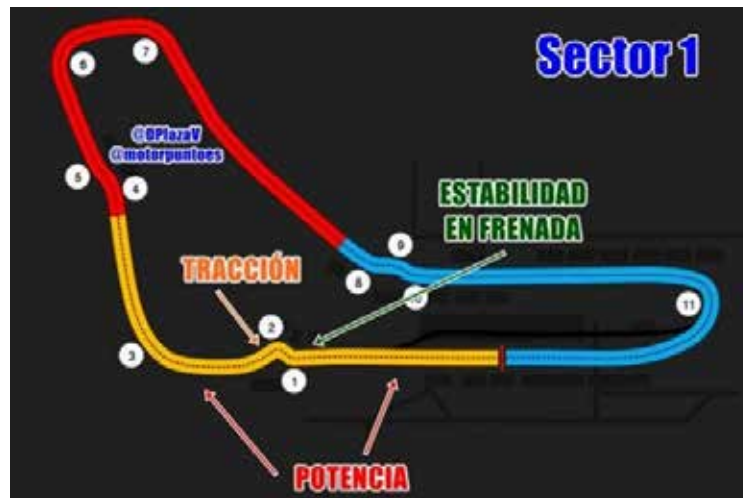 Sector 1
7
6
@DPlazaV
@motorpuntoes
5
4
ESTABILIDAD
EN FRENADA
9
TRACCIÓN
8
10
11
2
3
1
POTENCIA